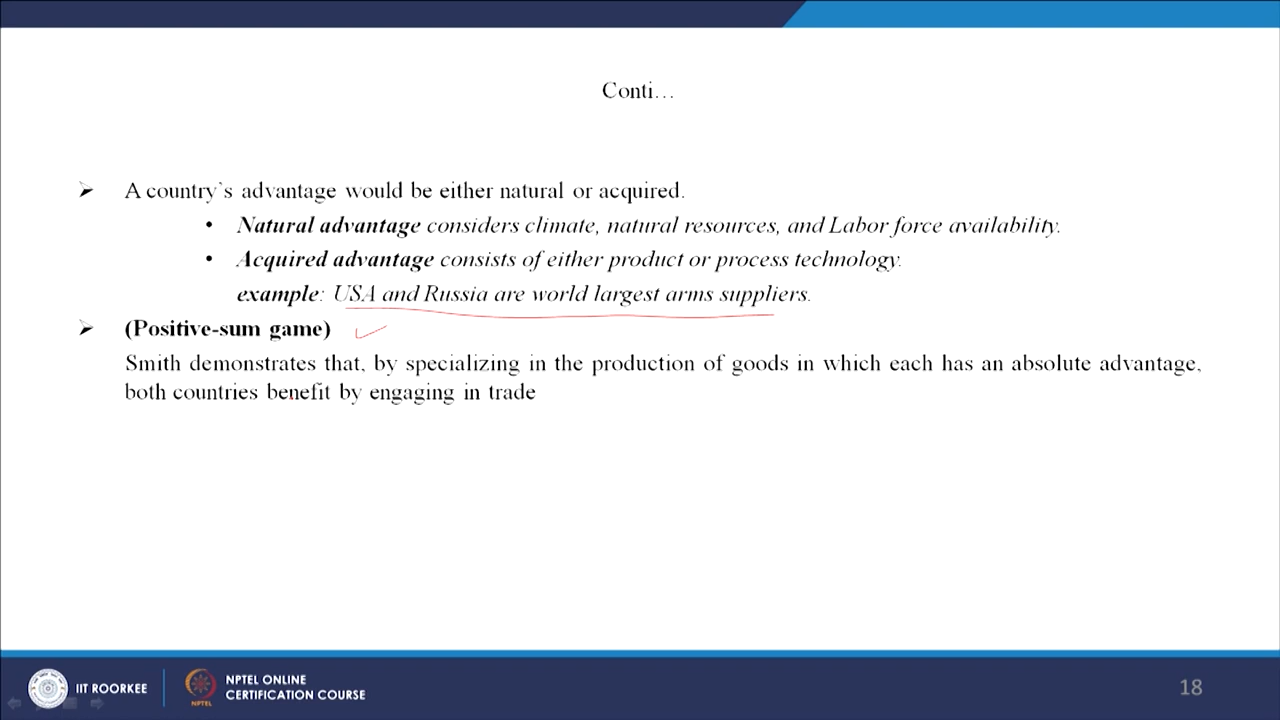 Conti…
➢ A country`s advantage would be either natural or acquired.
• Natural advantage considers climate, natural resources, and Labor force availability.
• Acquired advantage consists of either product or process technology.
example: USA and Russia are world largest arms suppliers.
➢ (Positive-sum game)
Smith demonstrates that, by specializing in the production of goods in which each has an absolute advantage,
both countries benefit by engaging in trade
IIT ROORKEE
NPTEL
NPTEL ONLINE
CERTIFICATION COURSE
18